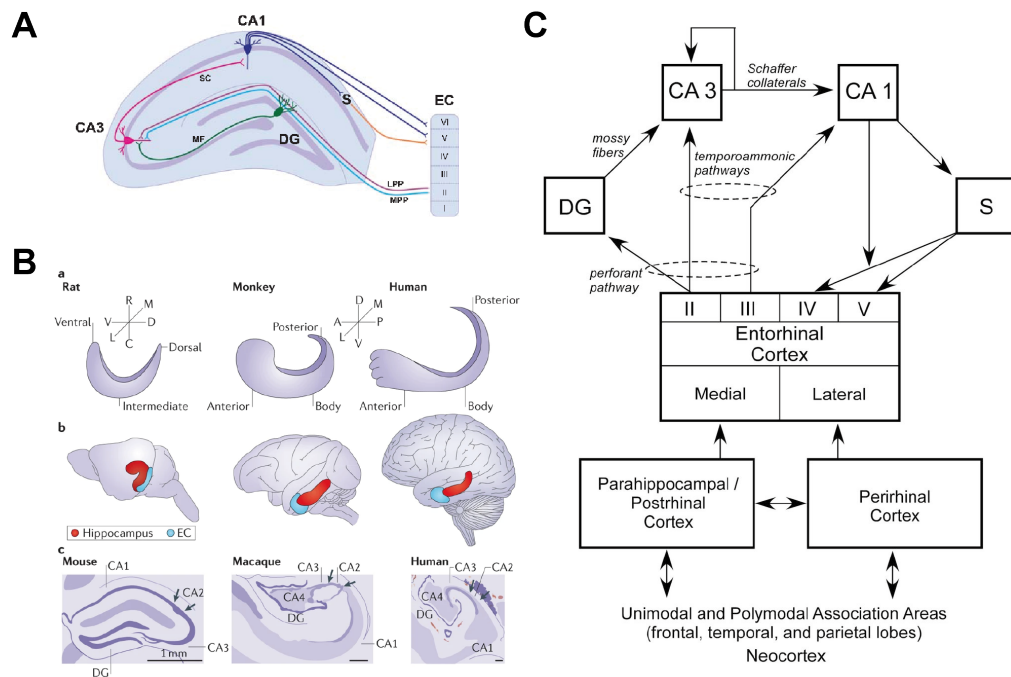 A
CA1
SC
S
EC
VI
V
IV
III
II
I
CA3
MF
DG
LPP
MPP
B
a
Rat
Monkey
Human
R
M
V
D
L
C
Ventral
Dorsal
Intermediate
D
M
A
P
L
V
Posterior
Anterior
Body
Posterior
Anterior
Body
b
Hippocampus
EC
c
Mouse
Macaque
Human
CA1
CA2
CA3
DG
1 mm
CA3
CA2
CA4
DG
CA1
CA3
CA2
CA4
DG
CA1
C
CA 3
Schaffer
collaterals
CA 1
mossy
fibers
temporoammonic
pathways
DG
S
perforant
pathway
II
III
IV
V
Entorhinal
Cortex
Medial
Lateral
Parahippocampal /
Postrhinal
Cortex
Perirhinal
Cortex
Unimodal and Polymodal Association Areas
(frontal, temporal, and parietal lobes)
Neocortex